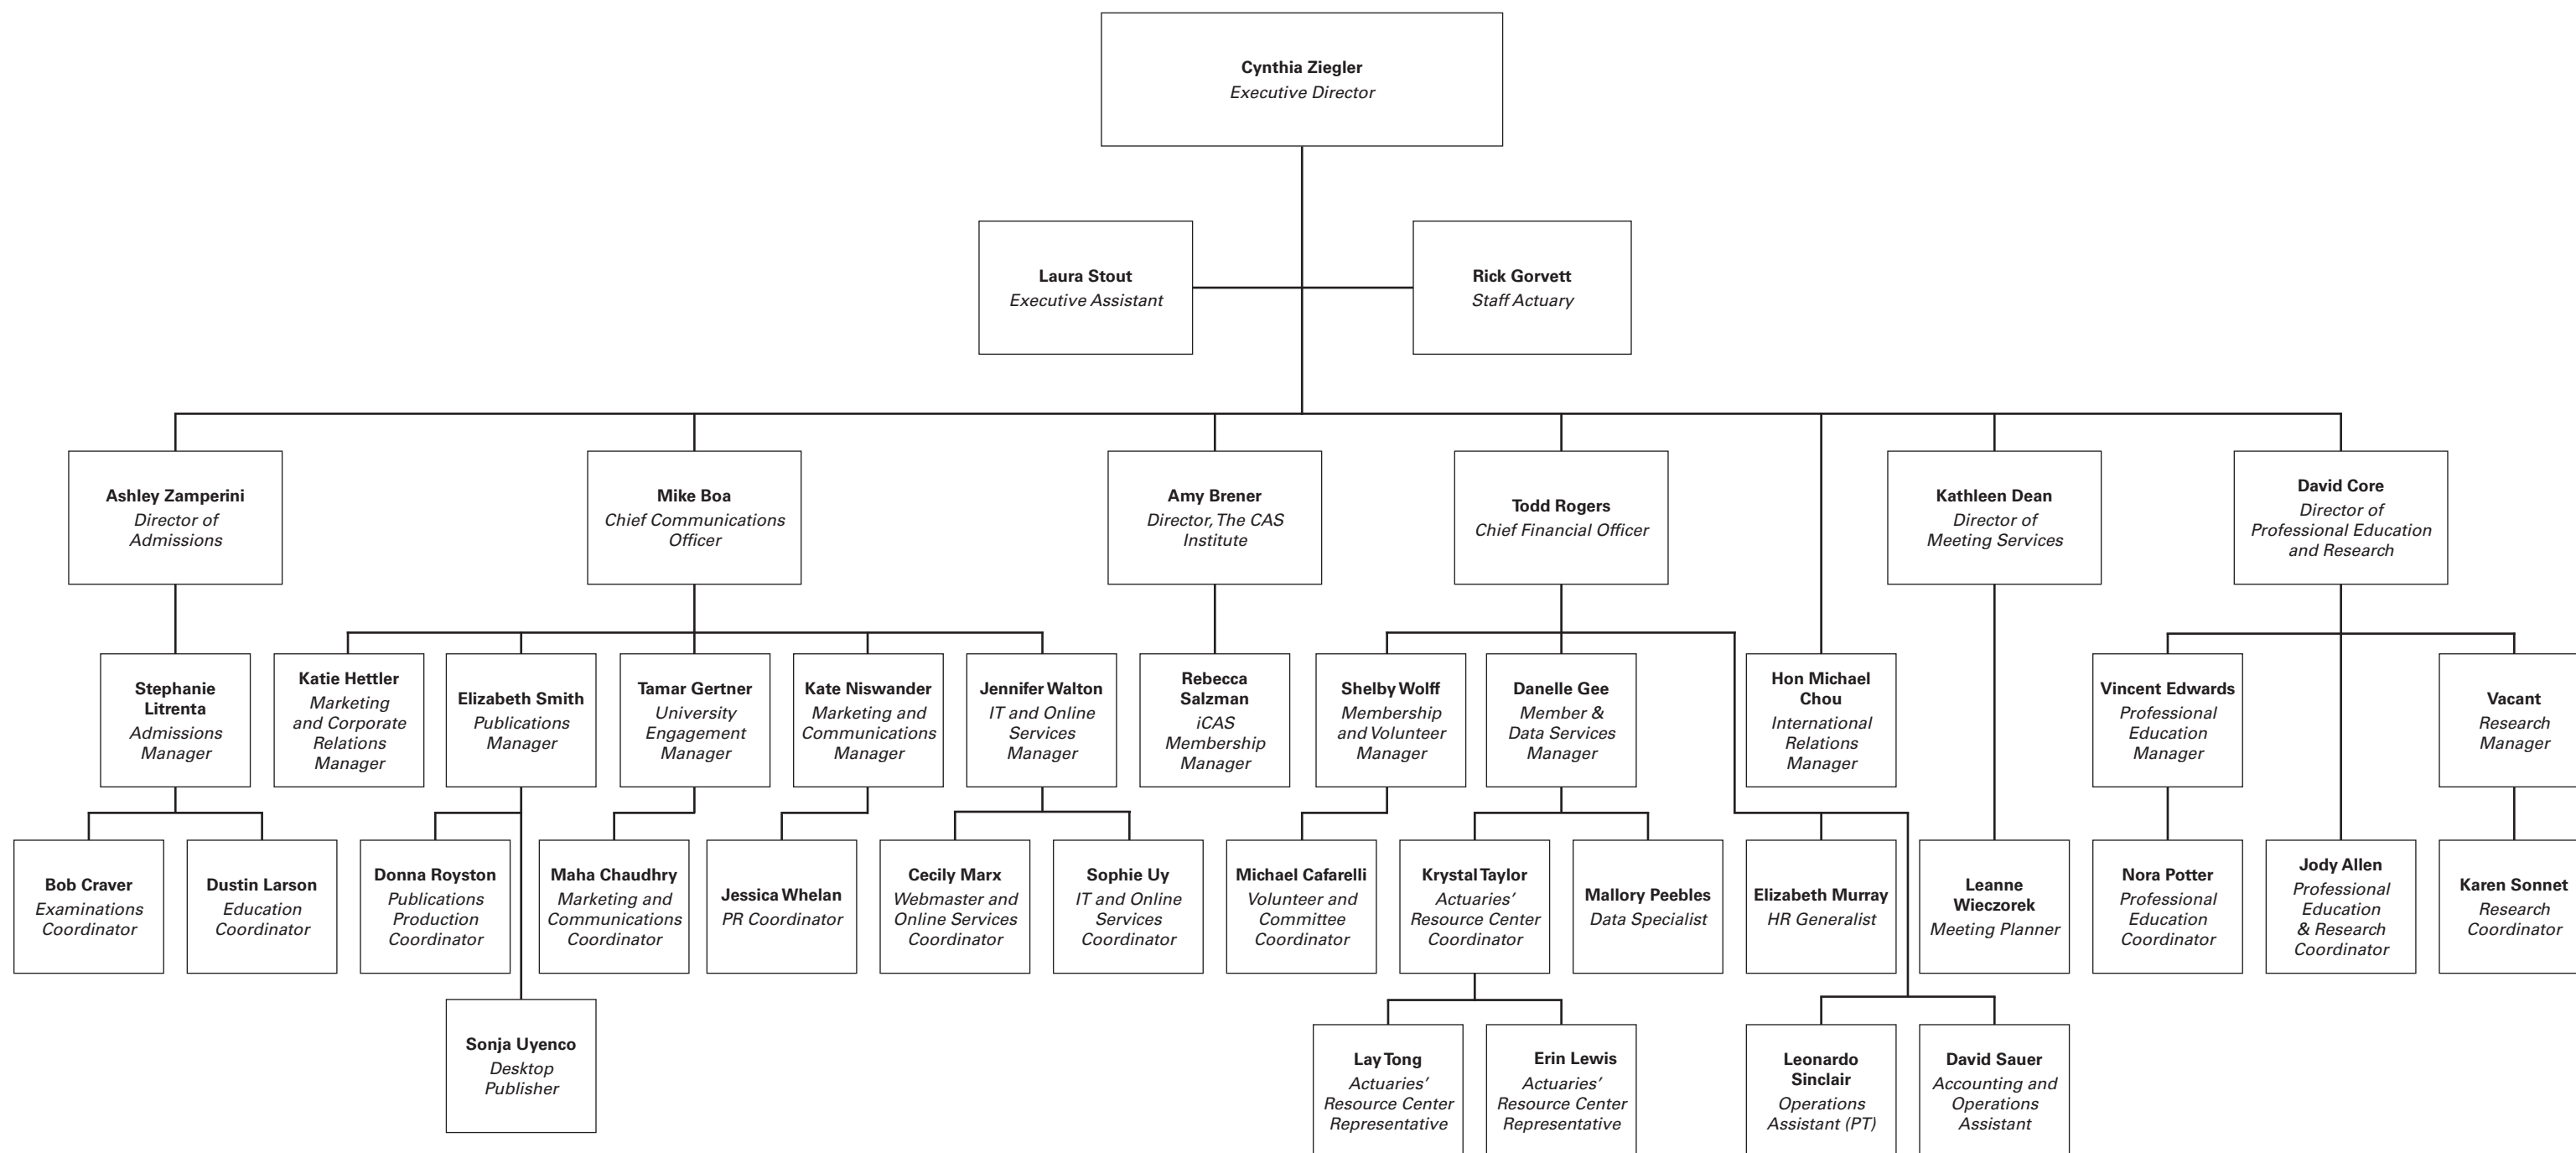 Cynthia Ziegler
Executive Director
Laura Stout
Executive Assistant
Rick Gorvett
Staff Actuary
Ashley Zamperini
Director of
Admissions
Mike Boa
Chief Communications
Officer
Amy Brener
Director, The CAS
Institute
Todd Rogers
Chief Financial Officer
Kathleen Dean
Director of
Meeting Services
David Core
Director of
Professional Education
and Research
Stephanie
Litrenta
Admissions
Manager
Katie Hettler
Marketing
and Corporate
Relations
Manager
Elizabeth Smith
Publications
Manager
Tamar Gertner
University
Engagement
Manager
Kate Niswander
Marketing and
Communications
Manager
Jennifer Walton
IT and Online
Services
Manager
Rebecca
Salzman
iCAS
Membership
Manager
Shelby Wolff
Membership
and Volunteer
Manager
Danelle Gee
Member &
Data Services
Manager
Hon Michael
Chou
International
Relations
Manager
Vincent Edwards
Professional
Education
Manager
Vacant
Research
Manager
Bob Craver
Examinations
Coordinator
Dustin Larson
Education
Coordinator
Donna Royston
Publications
Production
Coordinator
Maha Chaudhry
Marketing and
Communications
Coordinator
Jessica Whelan
PR Coordinator
Cecily Marx
Webmaster and
Online Services
Coordinator
Sophie Uy
IT and Online
Services
Coordinator
Michael Cafarelli
Volunteer and
Committee
Coordinator
Krystal Taylor
Actuaries’
Resource Center
Coordinator
Mallory Peebles
Data Specialist
Elizabeth Murray
HR Generalist
Leanne
Wieczorek
Meeting Planner
Nora Potter
Professional
Education
Coordinator
Jody Allen
Professional
Education
& Research
Coordinator
Karen Sonnet
Research
Coordinator
Sonja Uyenco
Desktop
Publisher
Lay Tong
Actuaries’
Resource Center
Representative
Erin Lewis
Actuaries’
Resource Center
Representative
Leonardo
Sinclair
Operations
Assistant (PT)
David Sauer
Accounting and
Operations
Assistant